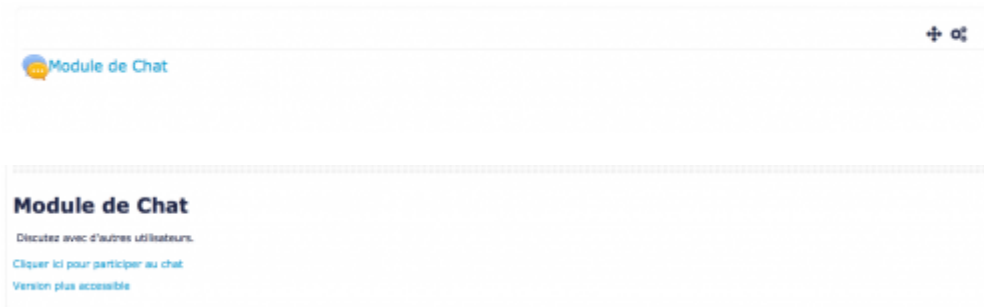 Module de Chat
Module de Chat
Discutez avec d'autres utilisateurs.
Cliquer ici pour participer au chat
Version plus accessible